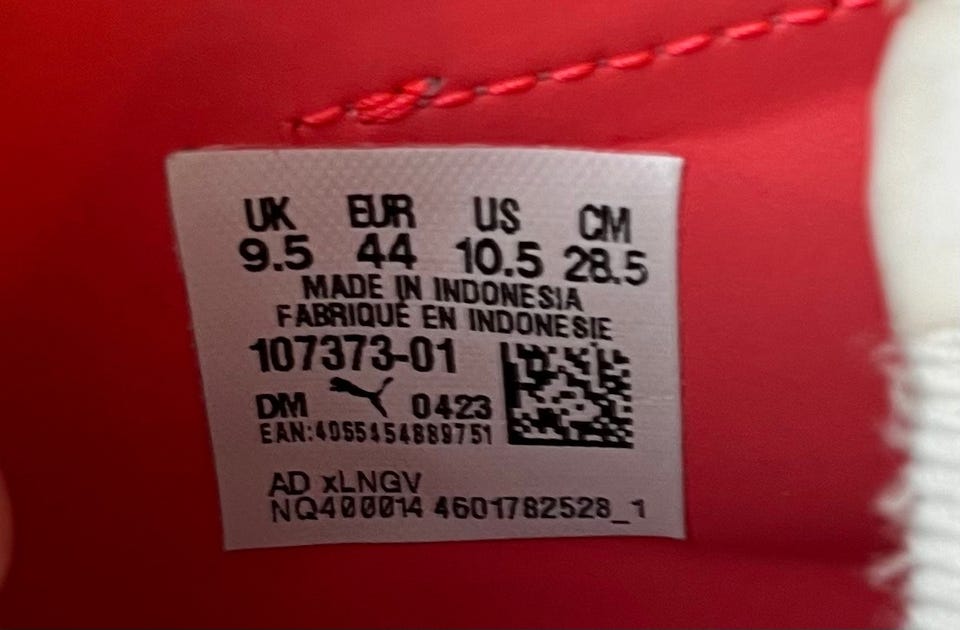 UK EUR US CM
9.5 44 10.5 28.5
MADE IN INDONESIA
FABRIQUÉ EN INDONESIE
107373-01
DM 0423
EAN:4065454889751
AD xLNGV
NQ400014 4601782528_1